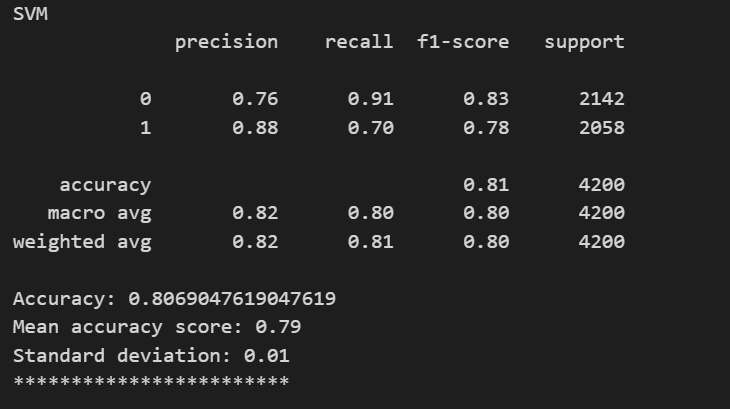 SVM
precision recall f1-score support
0 0.76 0.91 0.83 2142
1 0.88 0.70 0.78 2058
accuracy 0.81 4200
macro avg 0.82 0.80 0.80 4200
weighted avg 0.82 0.81 0.80 4200
Accuracy: 0.8069047619047619
Mean accuracy score: 0.79
Standard deviation: 0.01
************************